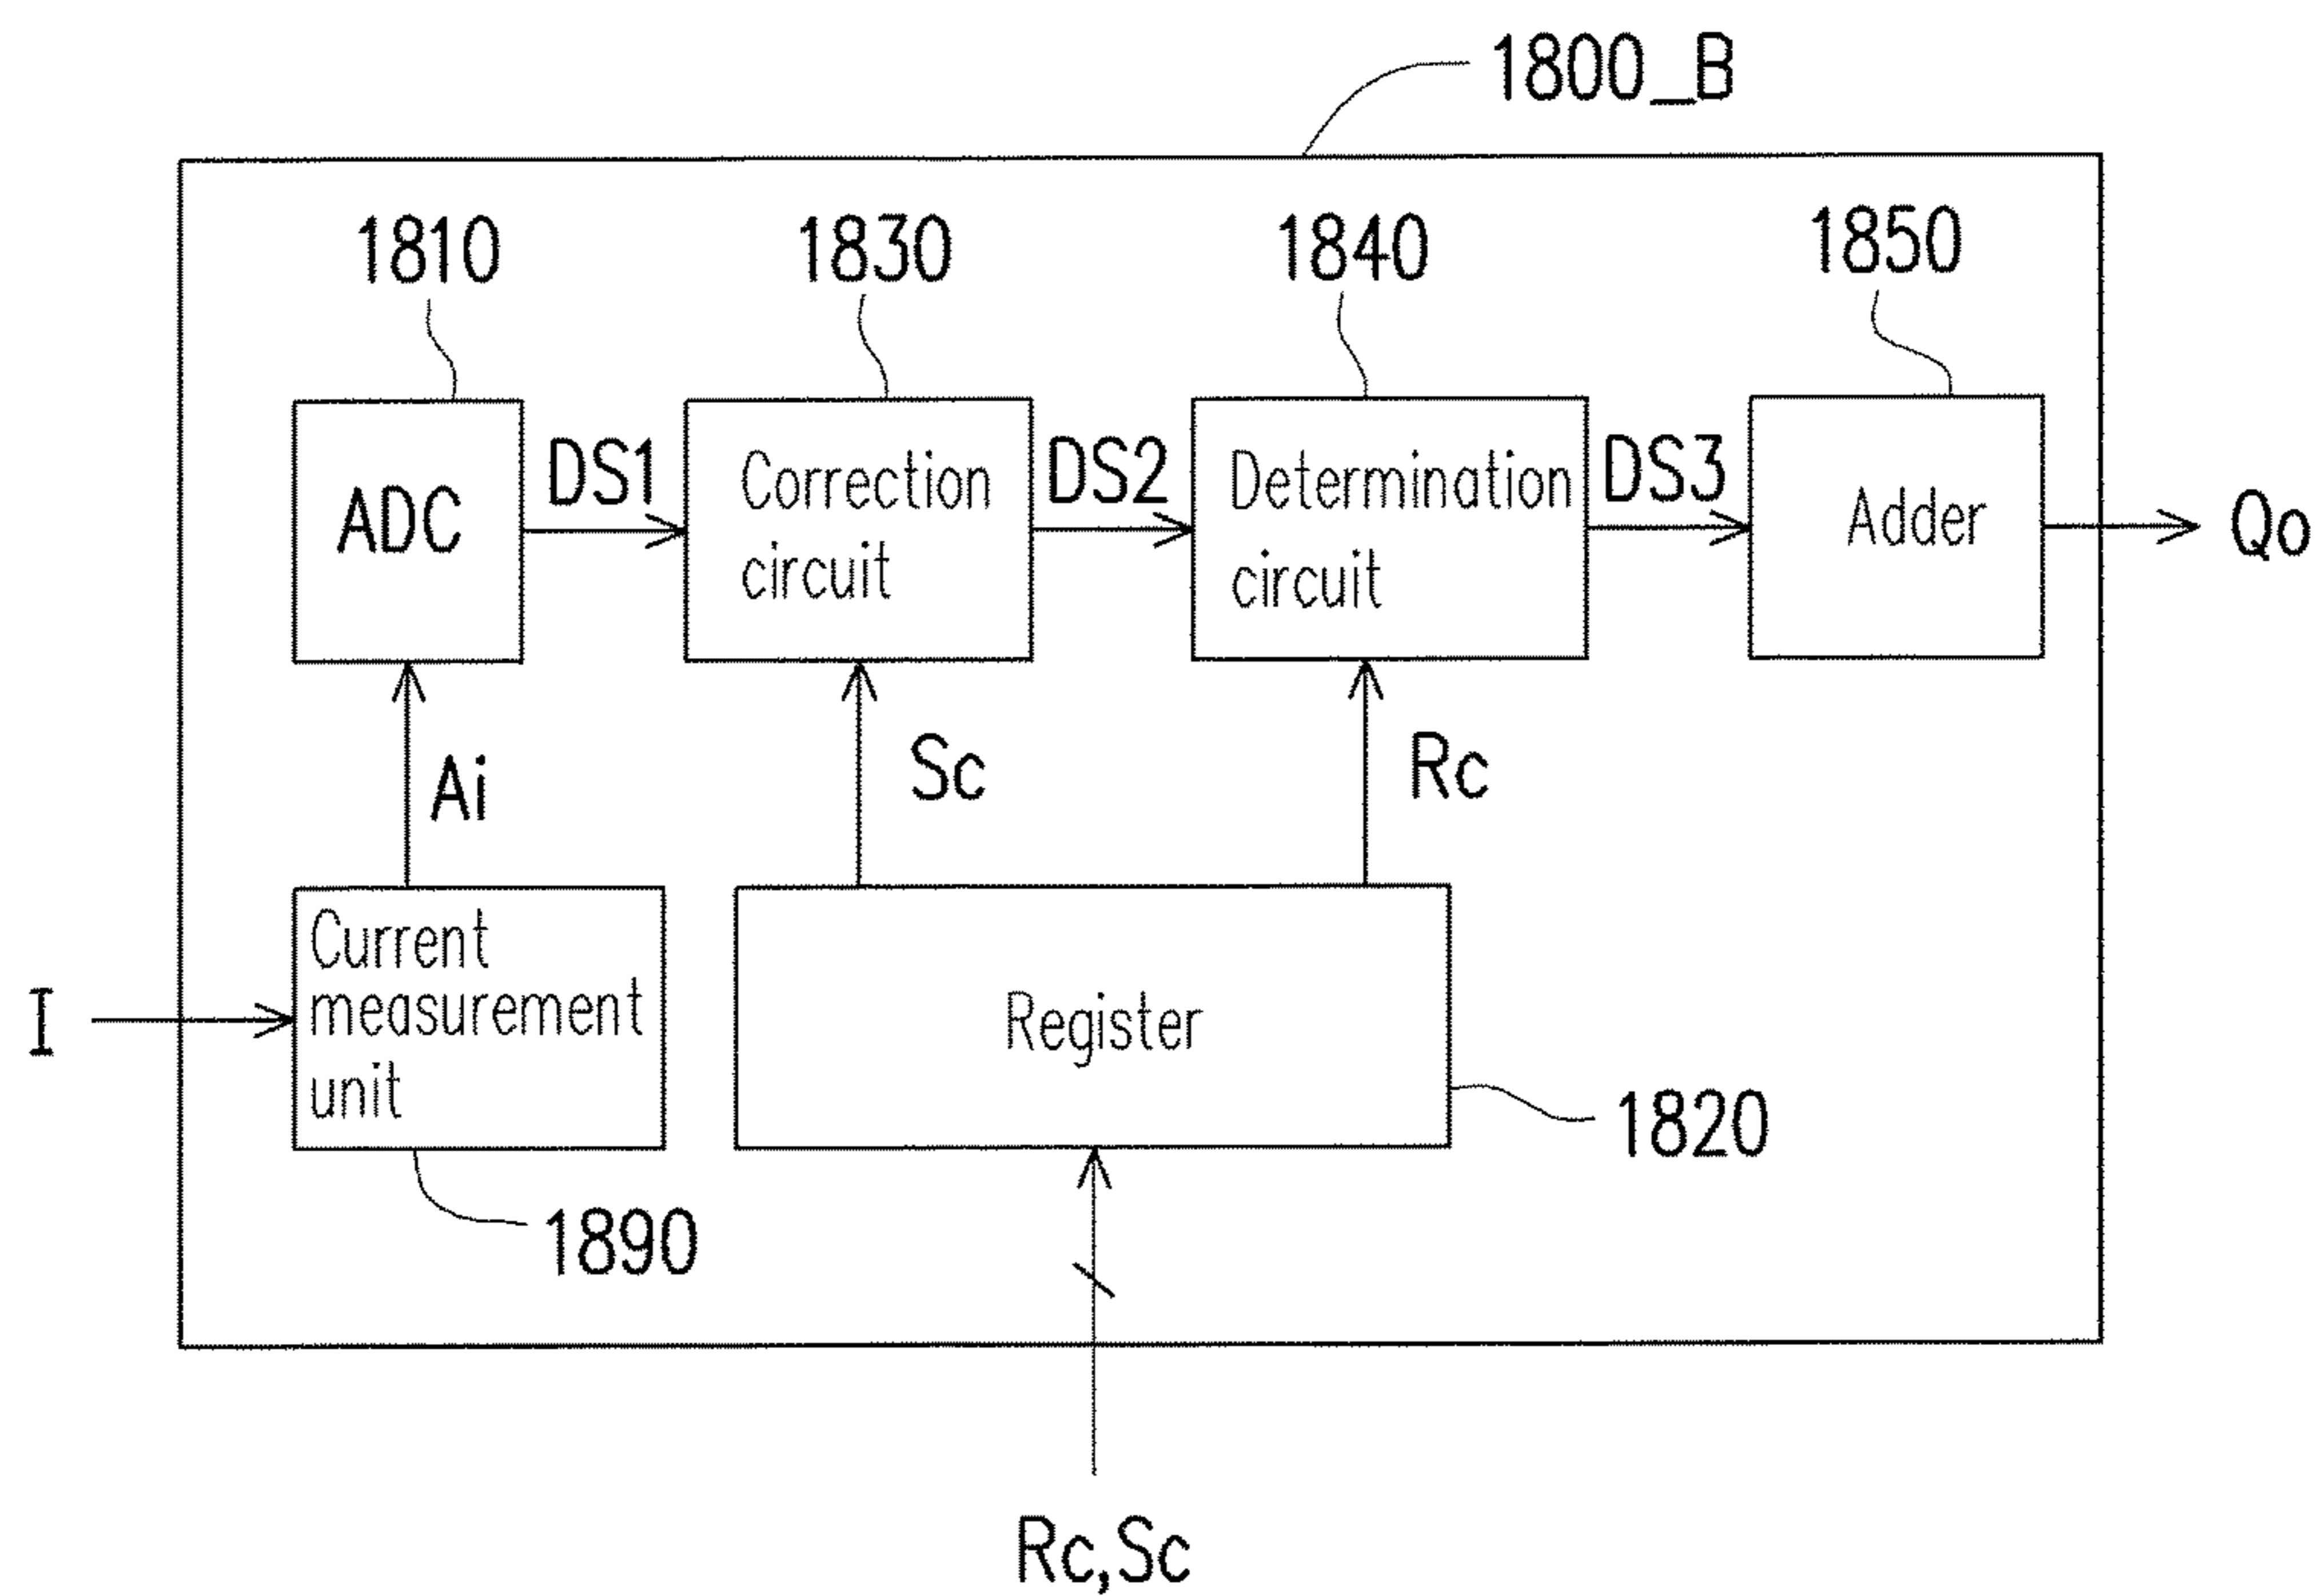 1800_B
1810
1830
1840
1850
ADC
DS1
Correction
circuit
DS2
Determination
circuit
DS3
Adder
Qo
Ai
Sc
Rc
I
Current
measurement
unit
Register
1820
1890
Rc,Sc